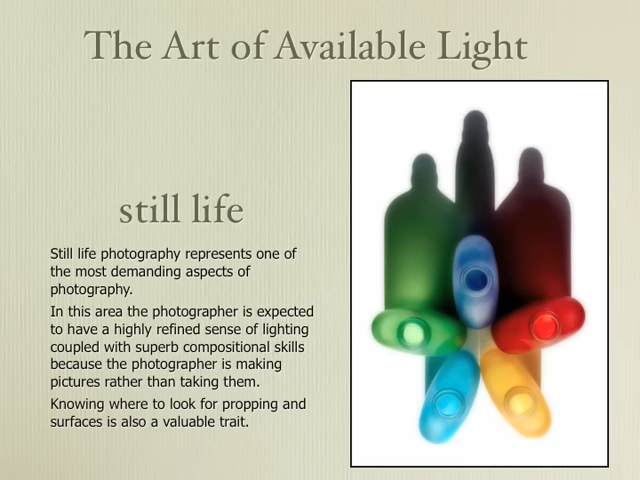 The Art of Available Light
still life
Still life photography represents one of
the most demanding aspects of
photography.
In this area the photographer is expected
to have a highly refined sense of lighting
coupled with superb compositional skills
because the photographer is making
pictures rather than taking them.
Knowing where to look for propping and
surfaces is also a valuable trait.